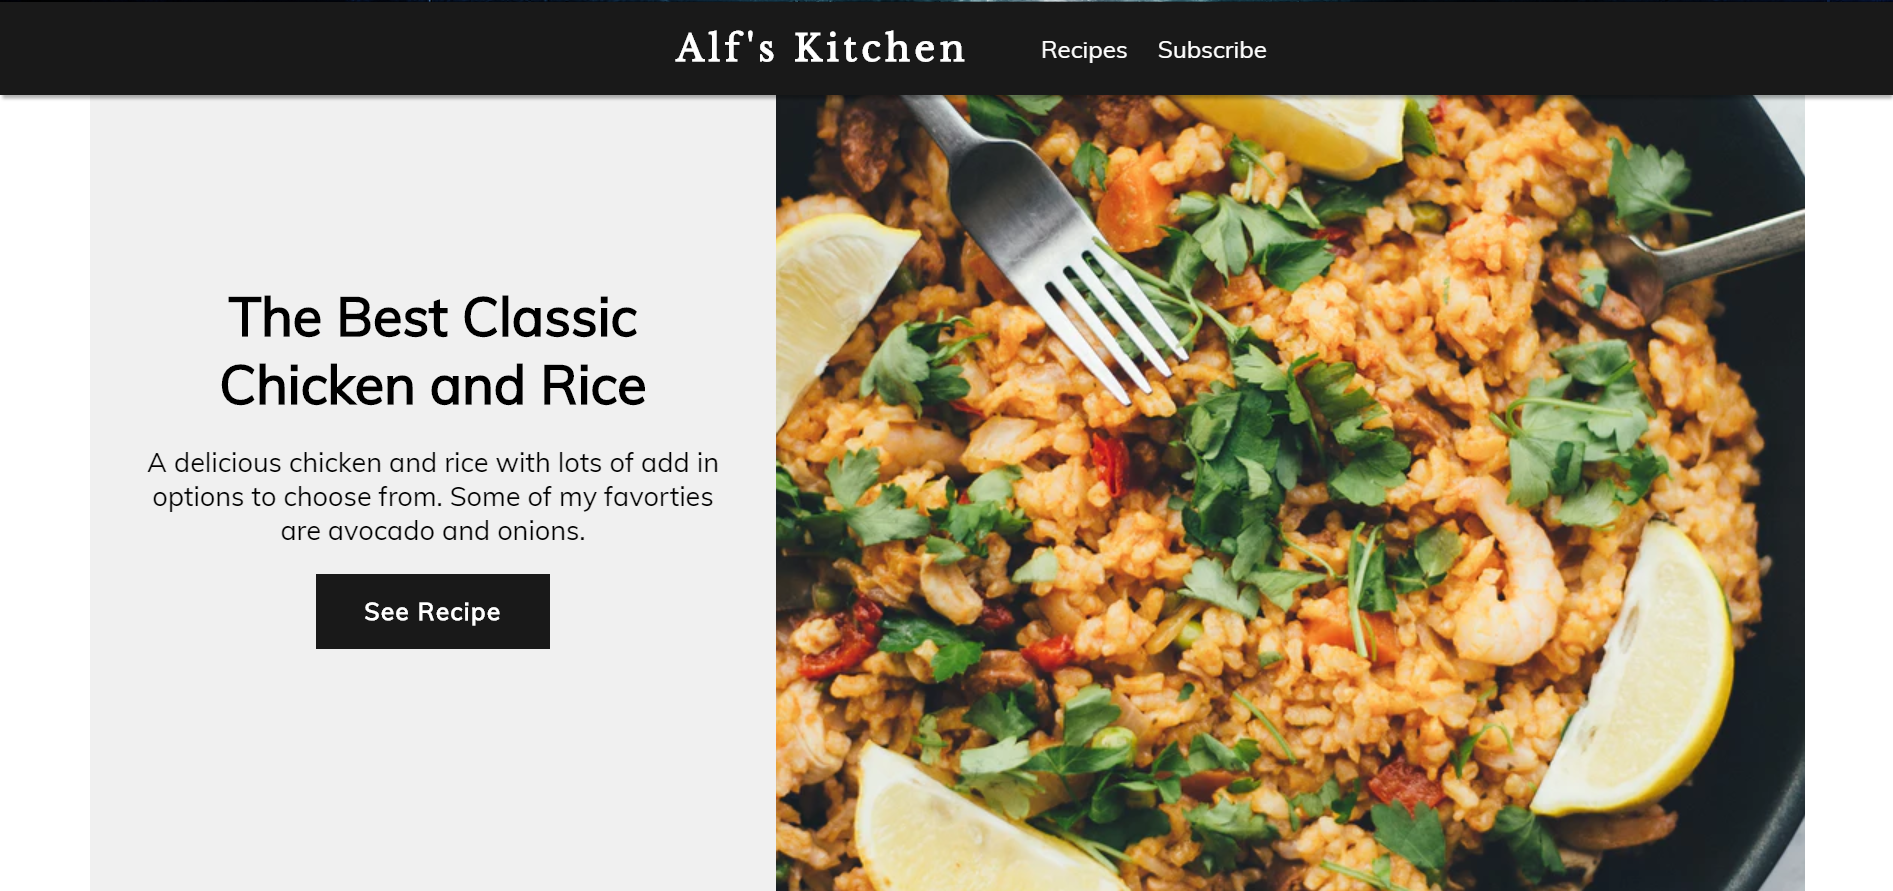 Alf's Kitchen Recipes Subscribe
The Best Classic
Chicken and Rice
A delicious chicken and rice with lots of add in
options to choose from. Some of my favorties
are avocado and onions.
See Recipe